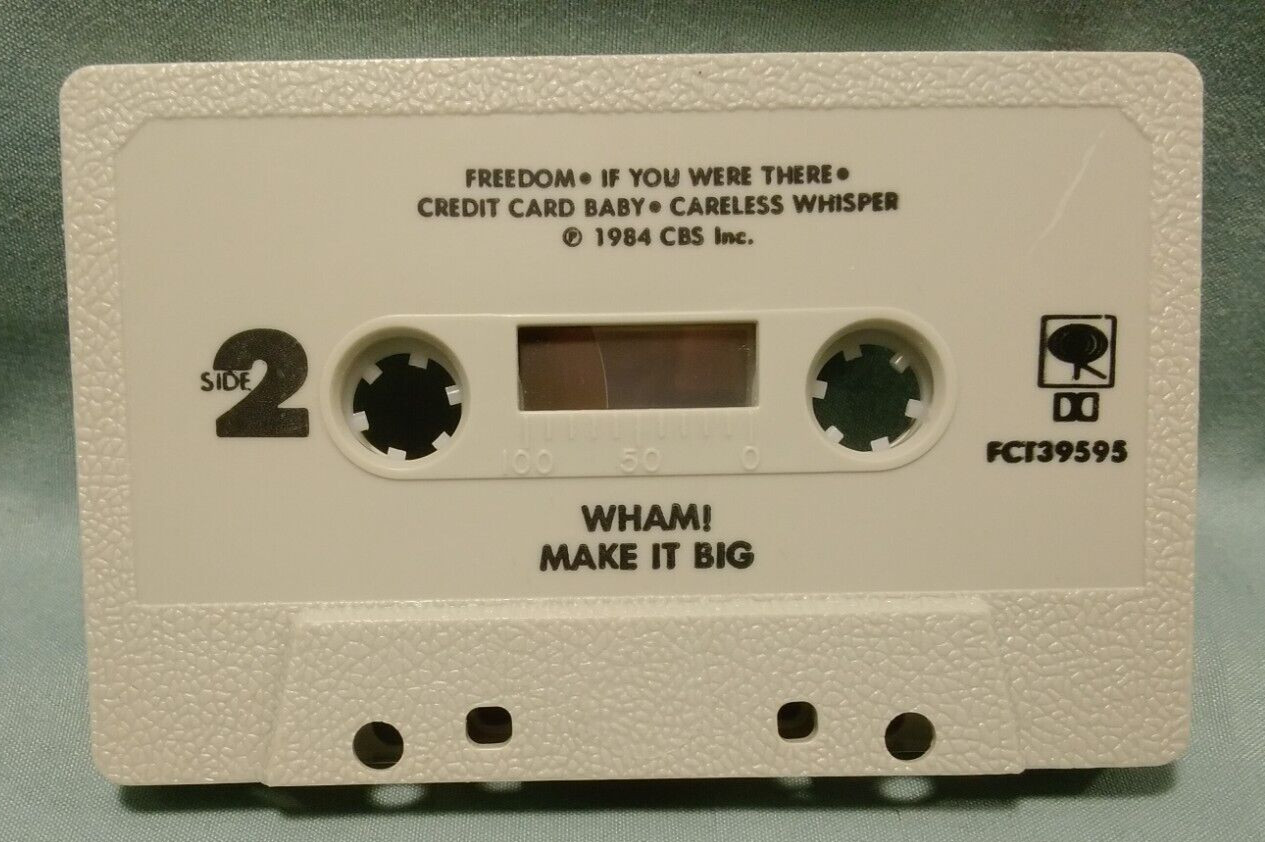 FREEDOM • IF YOU WERE THERE •
CREDIT CARD BABY • CARELESS WHISPER
℗ 1984 CBS Inc.
SIDE 2
100 50 0
FCT39595
WHAM!
MAKE IT BIG